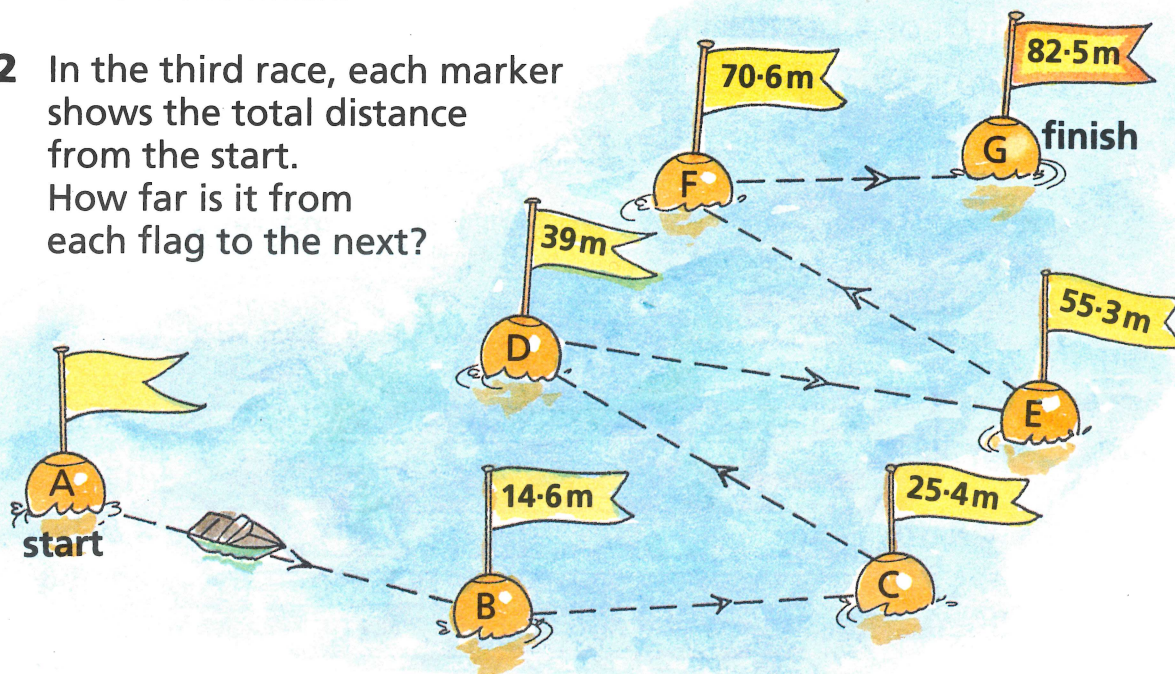 2 In the third race, each marker
shows the total distance
from the start.
How far is it from
each flag to the next?
82·5m
70·6m
G finish
F
39m
55·3m
D
E
A
start
14·6m
25·4m
B
C